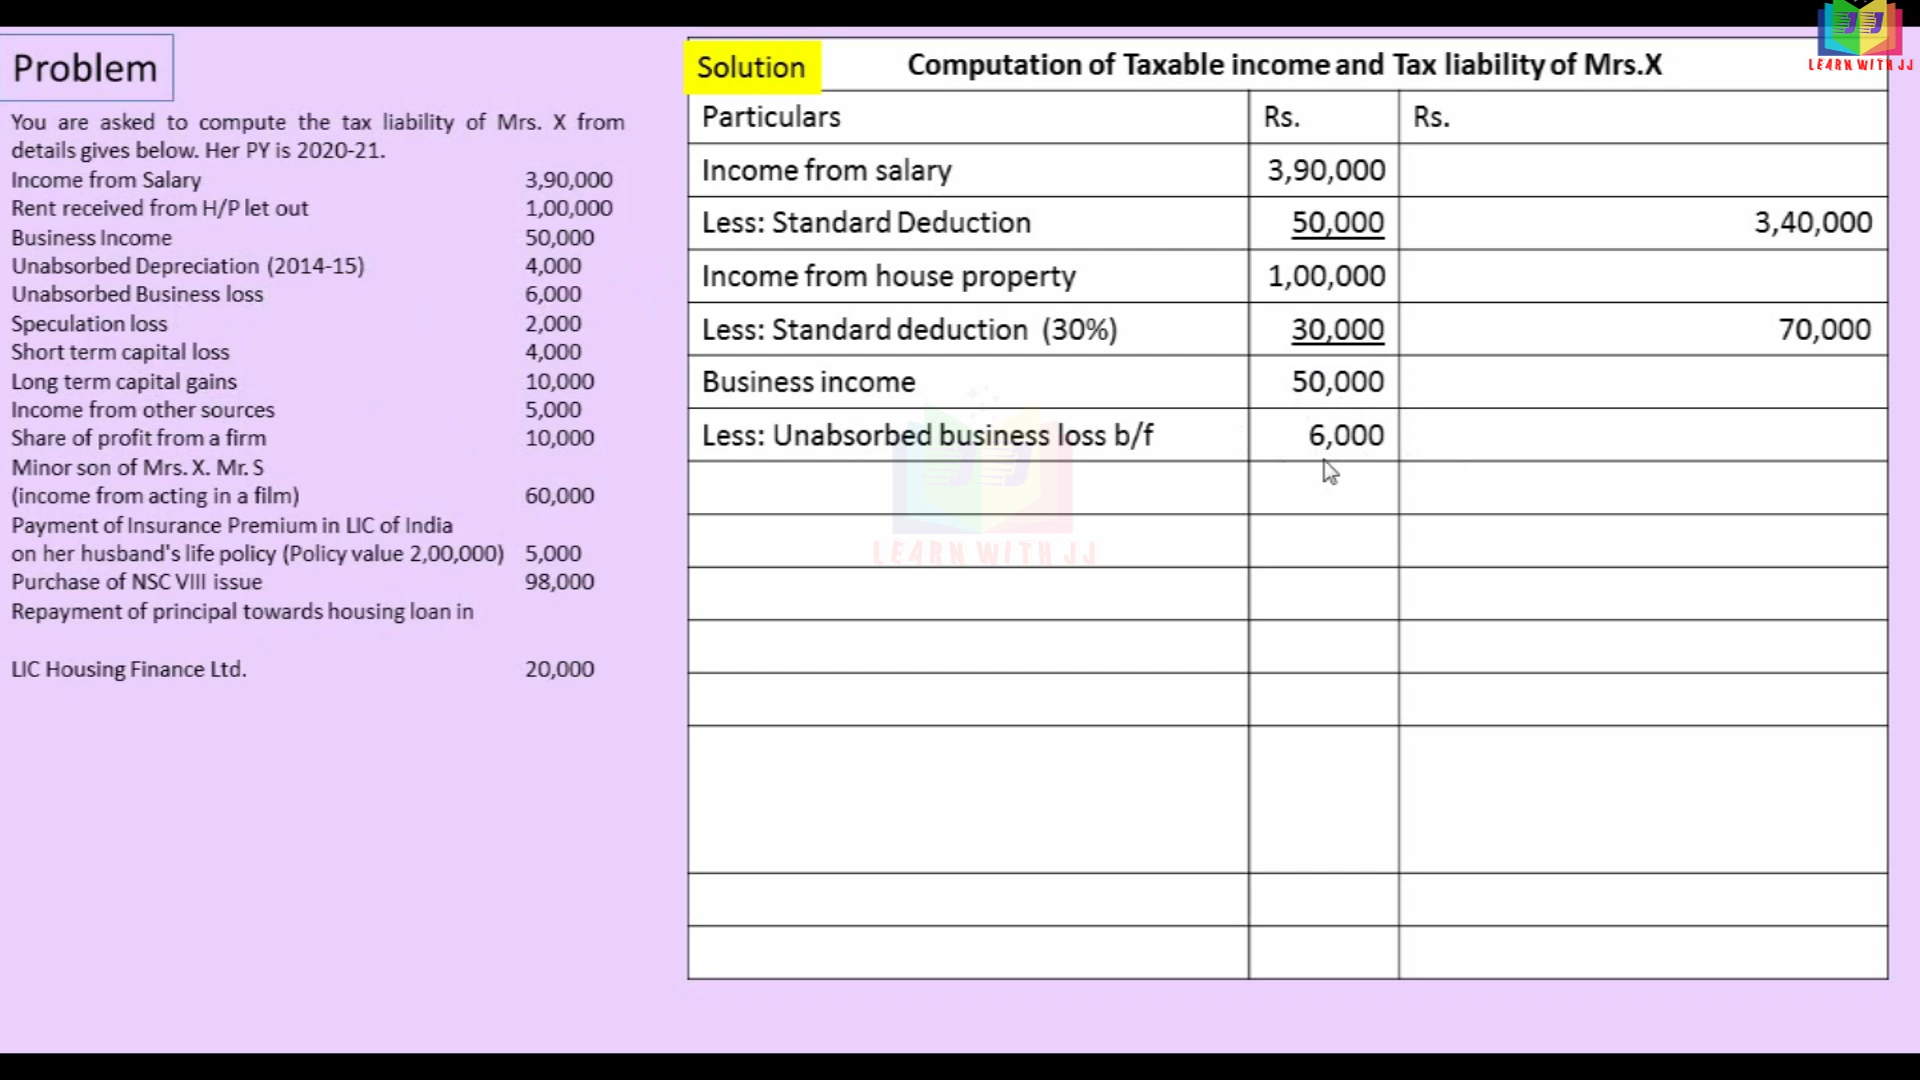 Problem
You are asked to compute the tax liability of Mrs. X from
details gives below. Her PY is 2020-21.
Income from Salary 3,90,000
Rent received from H/P let out 1,00,000
Business Income 50,000
Unabsorbed Depreciation (2014-15) 4,000
Unabsorbed Business loss 6,000
Speculation loss 2,000
Short term capital loss 4,000
Long term capital gains 10,000
Income from other sources 5,000
Share of profit from a firm 10,000
Minor son of Mrs. X. Mr. S
(income from acting in a film) 60,000
Payment of Insurance Premium in LIC of India
on her husband's life policy (Policy value 2,00,000) 5,000
Purchase of NSC VIII issue 98,000
Repayment of principal towards housing loan in
LIC Housing Finance Ltd. 20,000
Solution Computation of Taxable income and Tax liability of Mrs.X
Particulars Rs. Rs.
Income from salary 3,90,000
Less: Standard Deduction 50,000 3,40,000
Income from house property 1,00,000
Less: Standard deduction (30%) 30,000 70,000
Business income 50,000
Less: Unabsorbed business loss b/f 6,000
JJ
LEARN WITH JJ
JJ
LEARN WITH JJ